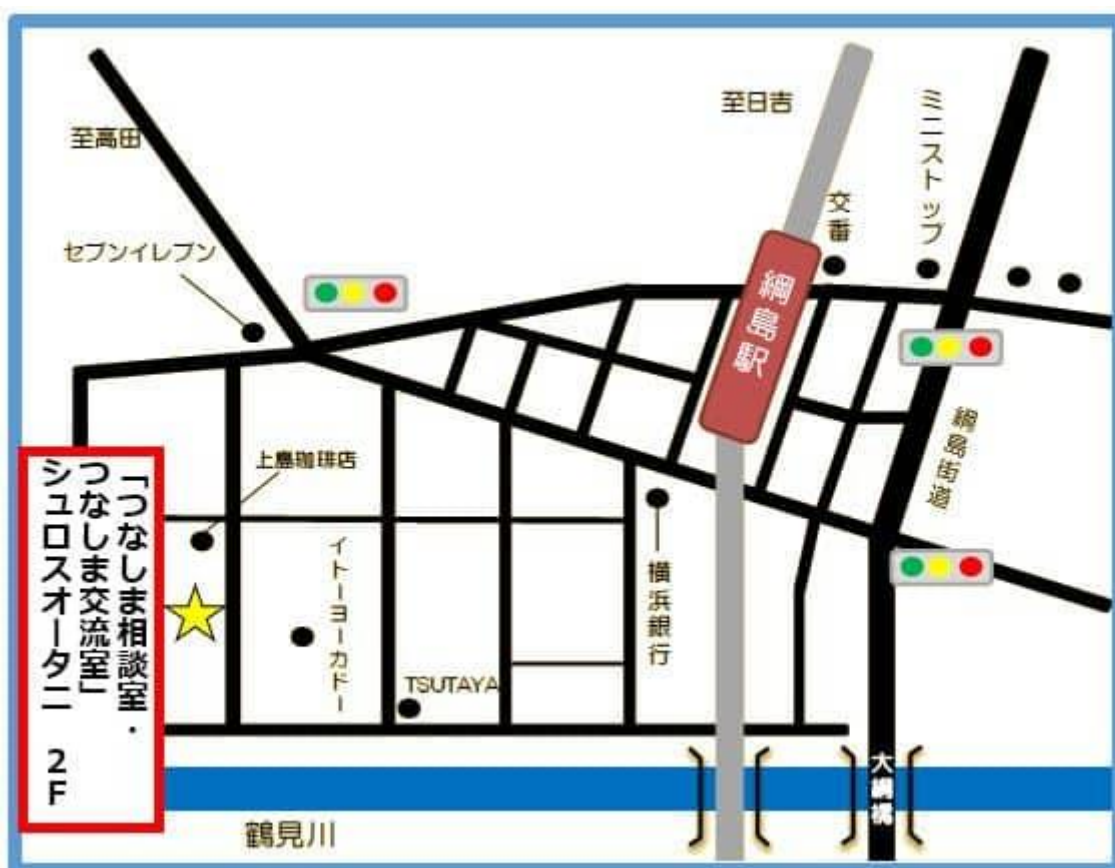 至高田
至日吉
ミニストップ
交番
セブンイレブン
綱島駅
綱島街道
上島珈琲店
「つなしま相談室・
つなしま交流室」
シュロスオータニ 2F
イトーヨーカドー
横浜銀行
TSUTAYA
大綱橋
鶴見川